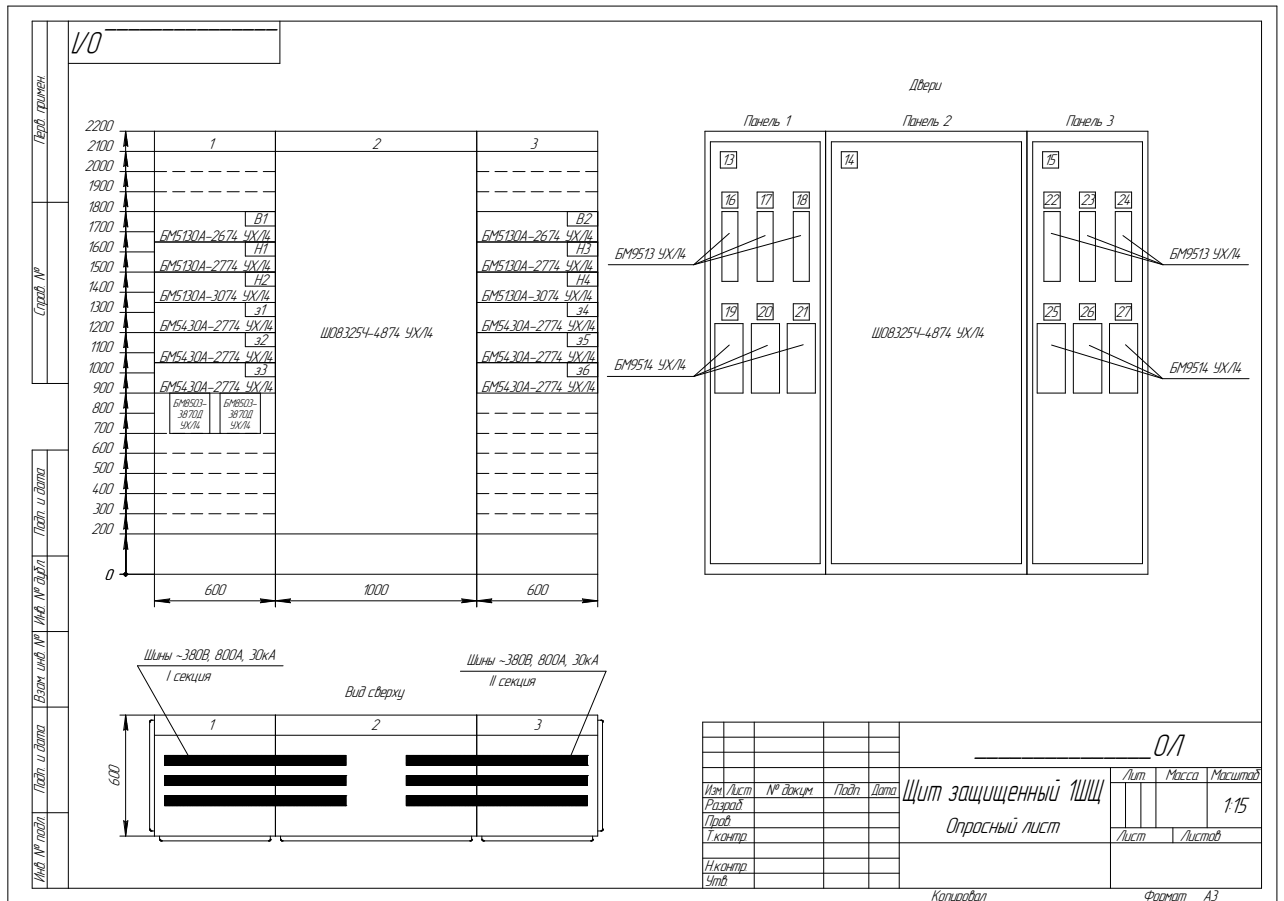 ОЛ
Перв. примен.
Справ. №
Подп. и дата
Инв. № дубл.
Взам. инв. №
Подп. и дата
Инв. № подл.
Двери
Панель 1
Панель 2
Панель 3
2200
2100
2000
1900
1800
1700
1600
1500
1400
1300
1200
1100
1000
900
800
700
600
500
400
300
200
0
1
2
3
В1
БМ5130А-2674 УХЛ4
Н1
БМ5130А-2774 УХЛ4
Н2
БМ5130А-3074 УХЛ4
з1
БМ5430А-2774 УХЛ4
з2
БМ5430А-2774 УХЛ4
з3
БМ5430А-2774 УХЛ4
БМ8503-
3870Д
УХЛ4
БМ8503-
3870Д
УХЛ4
ШО8325Ч-4874 УХЛ4
В2
БМ5130А-2674 УХЛ4
Н3
БМ5130А-2774 УХЛ4
Н4
БМ5130А-3074 УХЛ4
з4
БМ5430А-2774 УХЛ4
з5
БМ5430А-2774 УХЛ4
з6
БМ5430А-2774 УХЛ4
600
1000
600
13
14
15
16
17
18
22
23
24
БМ9513 УХЛ4
БМ9513 УХЛ4
19
20
21
25
26
27
ШО8325Ч-4874 УХЛ4
БМ9514 УХЛ4
БМ9514 УХЛ4
Шины ~380В, 800А, 30кА
I секция
Шины ~380В, 800А, 30кА
II секция
Вид сверху
1
2
3
600
ОЛ
Изм. Лист № докум. Подп. Дата
Разраб.
Пров.
Т.контр.
Н.контр.
Утв.
Щит защищенный 1ШЩ
Опросный лист
Лит. Масса Масштаб
1:15
Лист Листов
Копировал
Формат А3